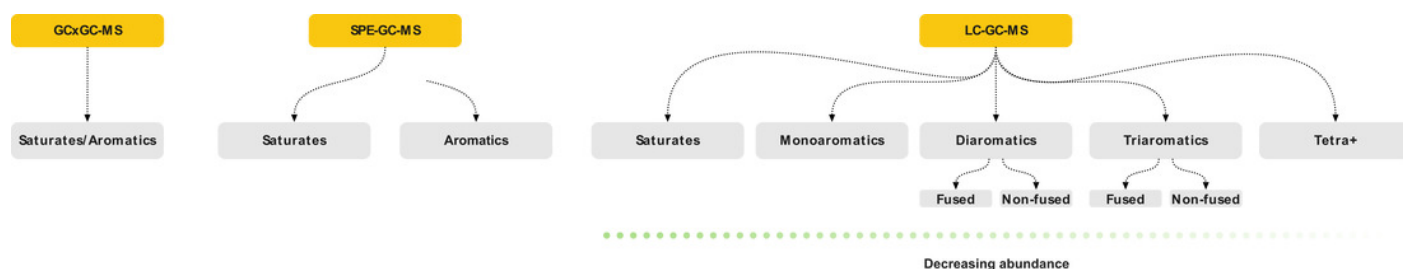 GCxGC-MS
SPE-GC-MS
LC-GC-MS
Saturates/Aromatics
Saturates
Aromatics
Saturates
Monoaromatics
Diaromatics
Triaromatics
Tetra+
Fused
Non-fused
Fused
Non-fused
Decreasing abundance